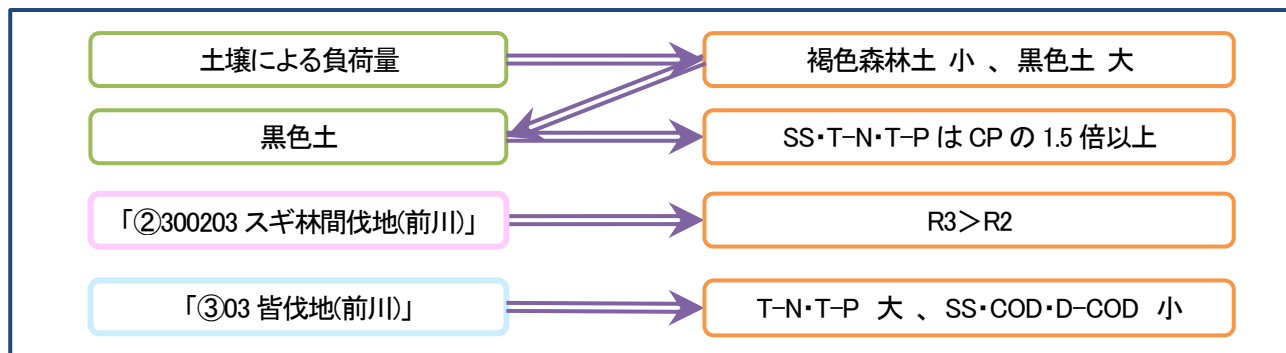 土壌による負荷量
褐色森林土 小 、 黒色土 大
黒色土
SS・T-N・T-P は CP の 1.5 倍以上
「②300203 スギ林間伐地(前川)」
R3＞R2
「③03 皆伐地(前川)」
T-N・T-P 大 、 SS・COD・D-COD 小